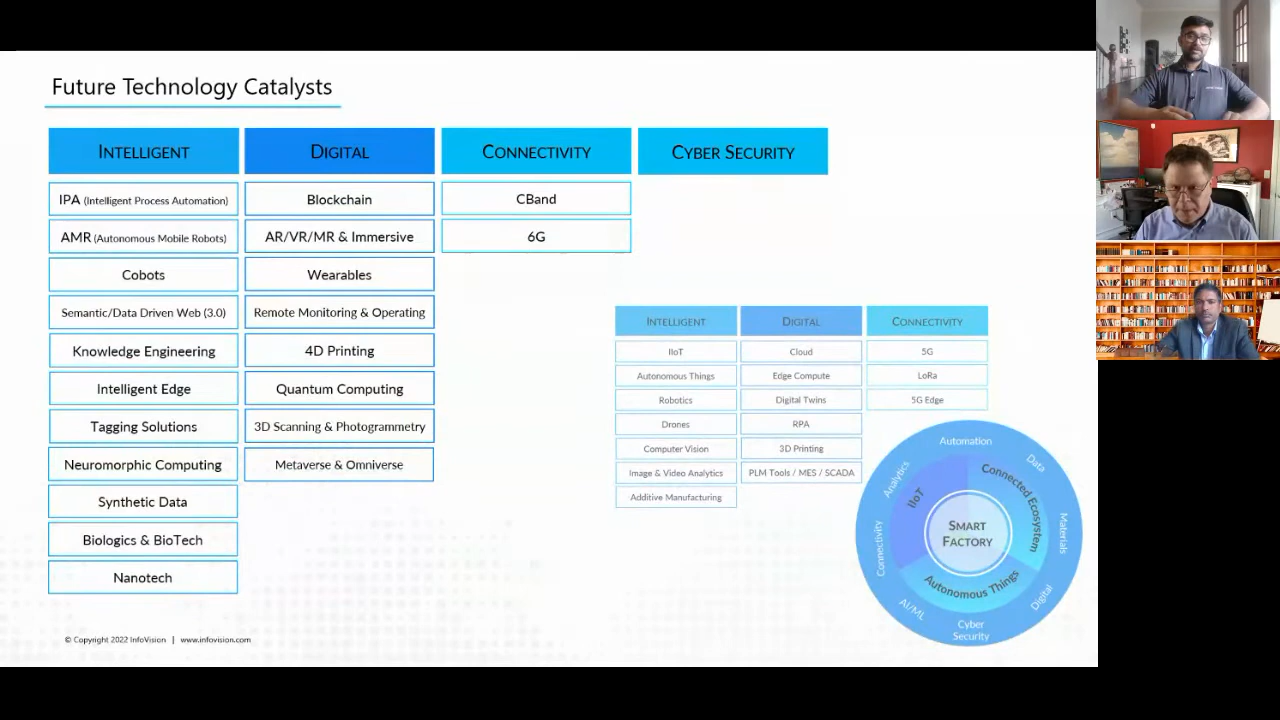 Future Technology Catalysts
INTELLIGENT
DIGITAL
CONNECTIVITY
CYBER SECURITY
IPA (Intelligent Process Automation)
Blockchain
CBand
AMR (Autonomous Mobile Robots)
AR/VR/MR & Immersive
6G
Cobots
Wearables
Semantic/Data Driven Web (3.0)
Remote Monitoring & Operating
Knowledge Engineering
4D Printing
Intelligent Edge
Quantum Computing
Tagging Solutions
3D Scanning & Photogrammetry
Neuromorphic Computing
Metaverse & Omniverse
Synthetic Data
Biologics & BioTech
Nanotech
INTELLIGENT
DIGITAL
CONNECTIVITY
IIoT
Cloud
5G
Autonomous Things
Edge Compute
LoRa
Robotics
Digital Twins
5G Edge
Drones
RPA
Computer Vision
3D Printing
Image & Video Analytics
PLM Tools / MES / SCADA
Additive Manufacturing
Automation
Data
Materials
Digital
Cyber
Security
AI/ML
Connectivity
Analytics
IIoT
Connected Ecosystem
Autonomous Things
SMART
FACTORY
© Copyright 2022 InfoVision | www.infovision.com